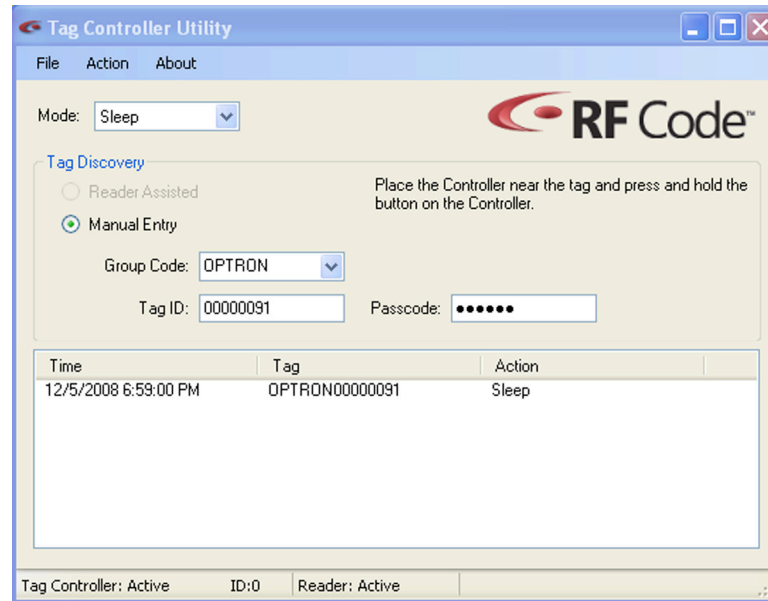 Tag Controller Utility
File Action About
Mode: Sleep
RF Code™
Tag Discovery
Reader Assisted
Place the Controller near the tag and press and hold the
button on the Controller.
Manual Entry
Group Code: OPTRON
Tag ID: 00000091 Passcode: ●●●●●●
Time Tag Action
12/5/2008 6:59:00 PM OPTRON00000091 Sleep
Tag Controller: Active ID:0 Reader: Active